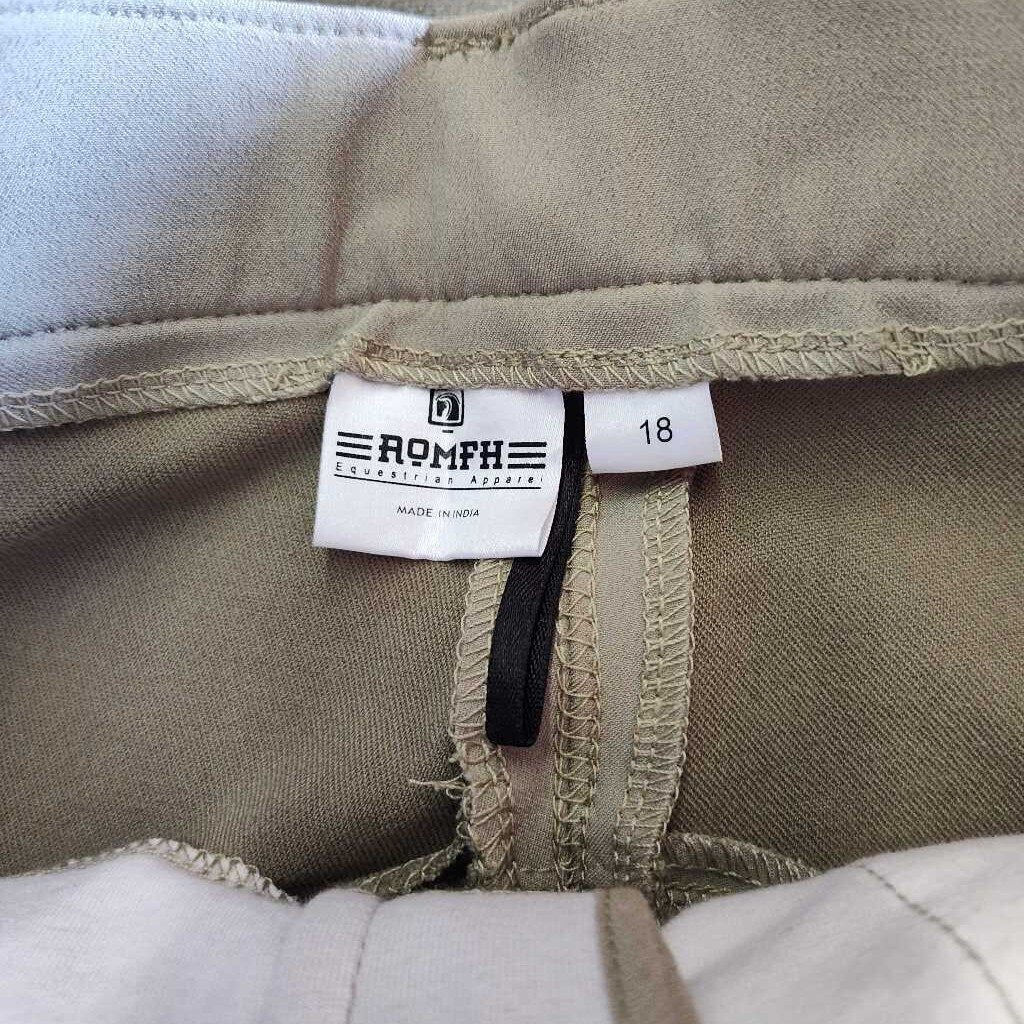 ROMFH
Equestrian Apparel
MADE IN INDIA
18